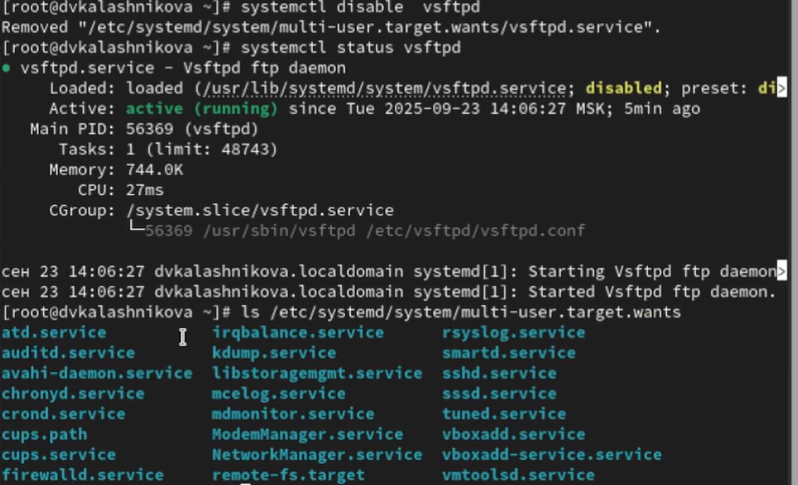 [root@dvkalashnikova ~]# systemctl disable  vsftpd
Removed "/etc/systemd/system/multi-user.target.wants/vsftpd.service".
[root@dvkalashnikova ~]# systemctl status vsftpd
● vsftpd.service - Vsftpd ftp daemon
     Loaded: loaded (/usr/lib/systemd/system/vsftpd.service; disabled; preset: di>
     Active: active (running) since Tue 2025-09-23 14:06:27 MSK; 5min ago
   Main PID: 56369 (vsftpd)
      Tasks: 1 (limit: 48743)
     Memory: 744.0K
        CPU: 27ms
     CGroup: /system.slice/vsftpd.service
             └─56369 /usr/sbin/vsftpd /etc/vsftpd/vsftpd.conf
сен 23 14:06:27 dvkalashnikova.localdomain systemd[1]: Starting Vsftpd ftp daemon>
сен 23 14:06:27 dvkalashnikova.localdomain systemd[1]: Started Vsftpd ftp daemon.
[root@dvkalashnikova ~]# ls /etc/systemd/system/multi-user.target.wants
atd.service            irqbalance.service      rsyslog.service
auditd.service         kdump.service           smartd.service
avahi-daemon.service   libstoragemgmt.service  sshd.service
chronyd.service        mcelog.service          sssd.service
crond.service          mdmonitor.service       tuned.service
cups.path              ModemManager.service    vboxadd.service
cups.service           NetworkManager.service  vboxadd-service.service
firewalld.service      remote-fs.target        vmtoolsd.service